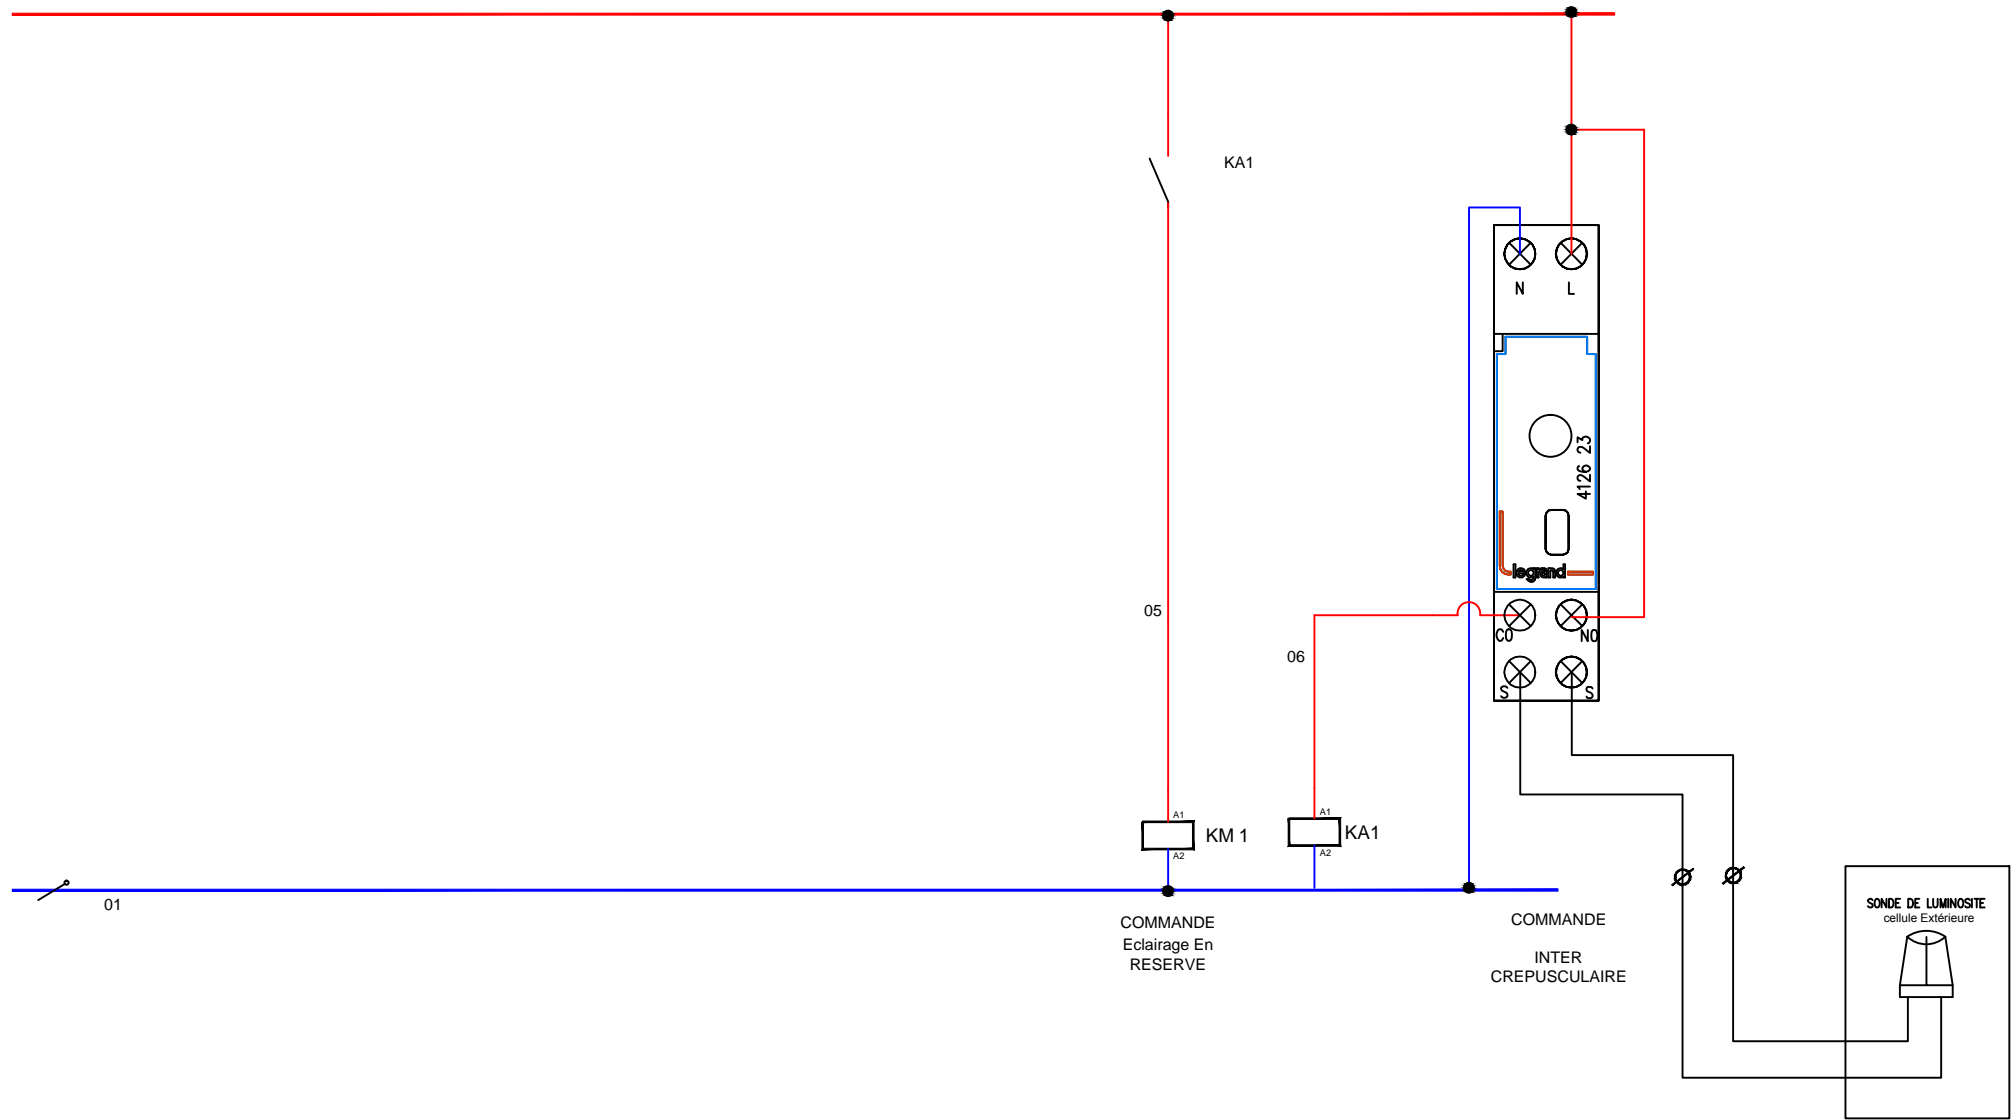 KA1
N
L
4126 23
legrand
05
CO
NO
06
S
S
A1
KM 1
A2
A1
KA1
A2
01
COMMANDE
Eclairage En
RESERVE
COMMANDE
INTER
CREPUSCULAIRE
SONDE DE LUMINOSITE
cellule Extérieure